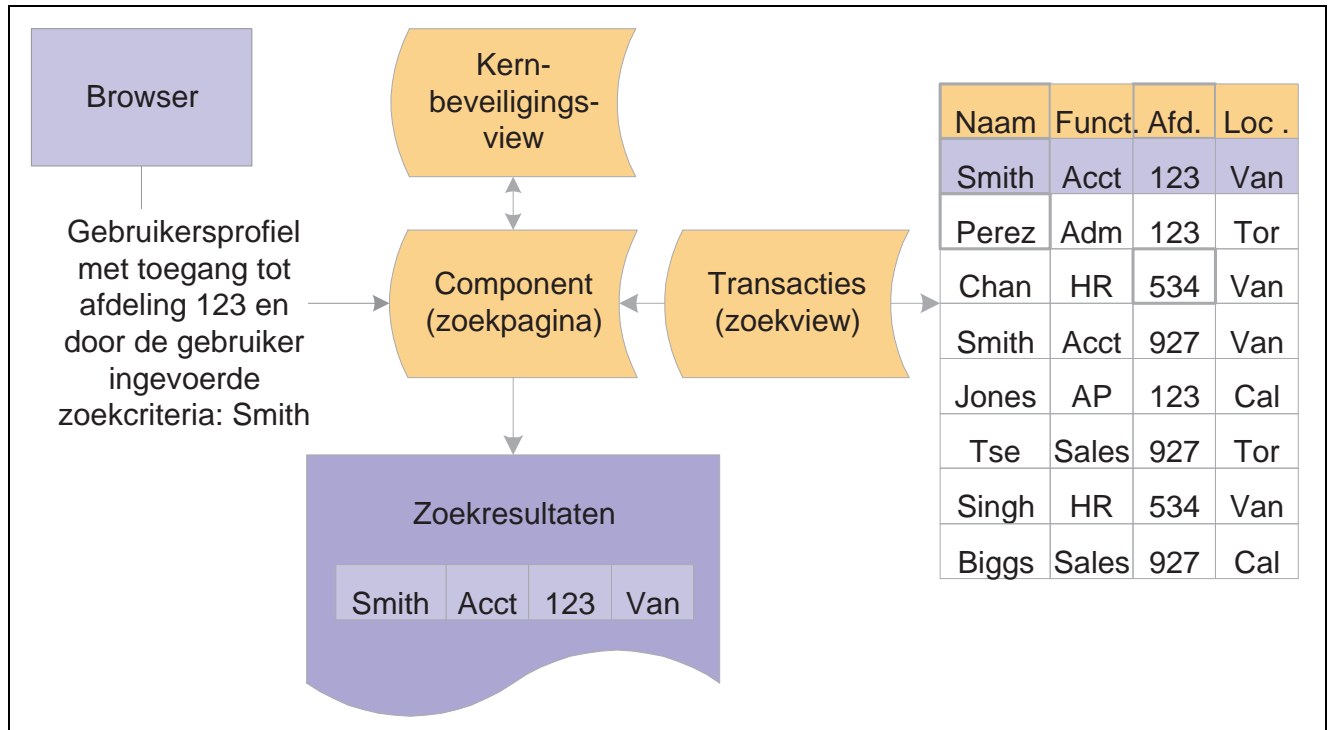 Browser
Gebruikersprofiel
met toegang tot
afdeling 123 en
door de gebruiker
ingevoerde
zoekcriteria: Smith
Kern-
beveiligings-
view
Component
(zoekpagina)
Transacties
(zoekview)
Zoekresultaten
Smith Acct 123 Van
Naam Funct. Afd. Loc .
Smith Acct 123 Van
Perez Adm 123 Tor
Chan HR 534 Van
Smith Acct 927 Van
Jones AP 123 Cal
Tse Sales 927 Tor
Singh HR 534 Van
Biggs Sales 927 Cal